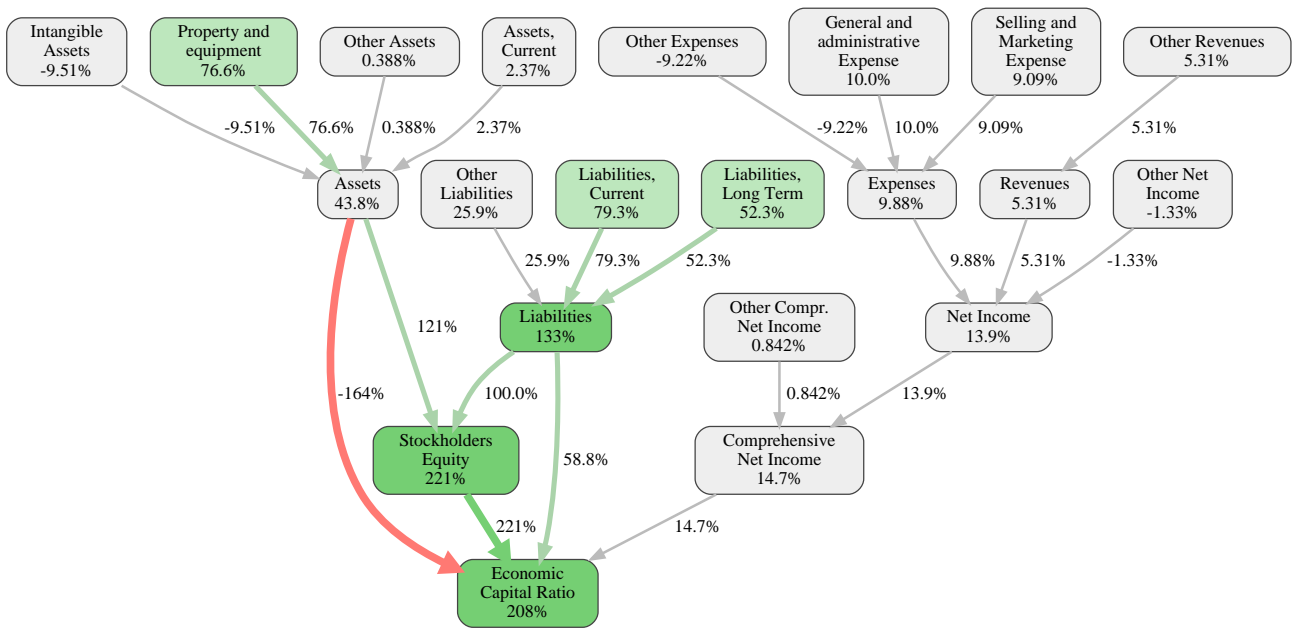 Intangible
Assets
-9.51%
Property and
equipment
76.6%
Other Assets
0.388%
Assets,
Current
2.37%
Other Expenses
-9.22%
General and
administrative
Expense
10.0%
Selling and
Marketing
Expense
9.09%
Other Revenues
5.31%
-9.51%
76.6%
0.388%
2.37%
-9.22%
10.0%
9.09%
5.31%
Assets
43.8%
Other
Liabilities
25.9%
Liabilities,
Current
79.3%
Liabilities,
Long Term
52.3%
Expenses
9.88%
Revenues
5.31%
Other Net
Income
-1.33%
25.9%
79.3%
52.3%
9.88%
5.31%
-1.33%
121%
Liabilities
133%
Other Compr.
Net Income
0.842%
Net Income
13.9%
-164%
100.0%
0.842%
13.9%
Stockholders
Equity
221%
58.8%
Comprehensive
Net Income
14.7%
221%
14.7%
Economic
Capital Ratio
208%